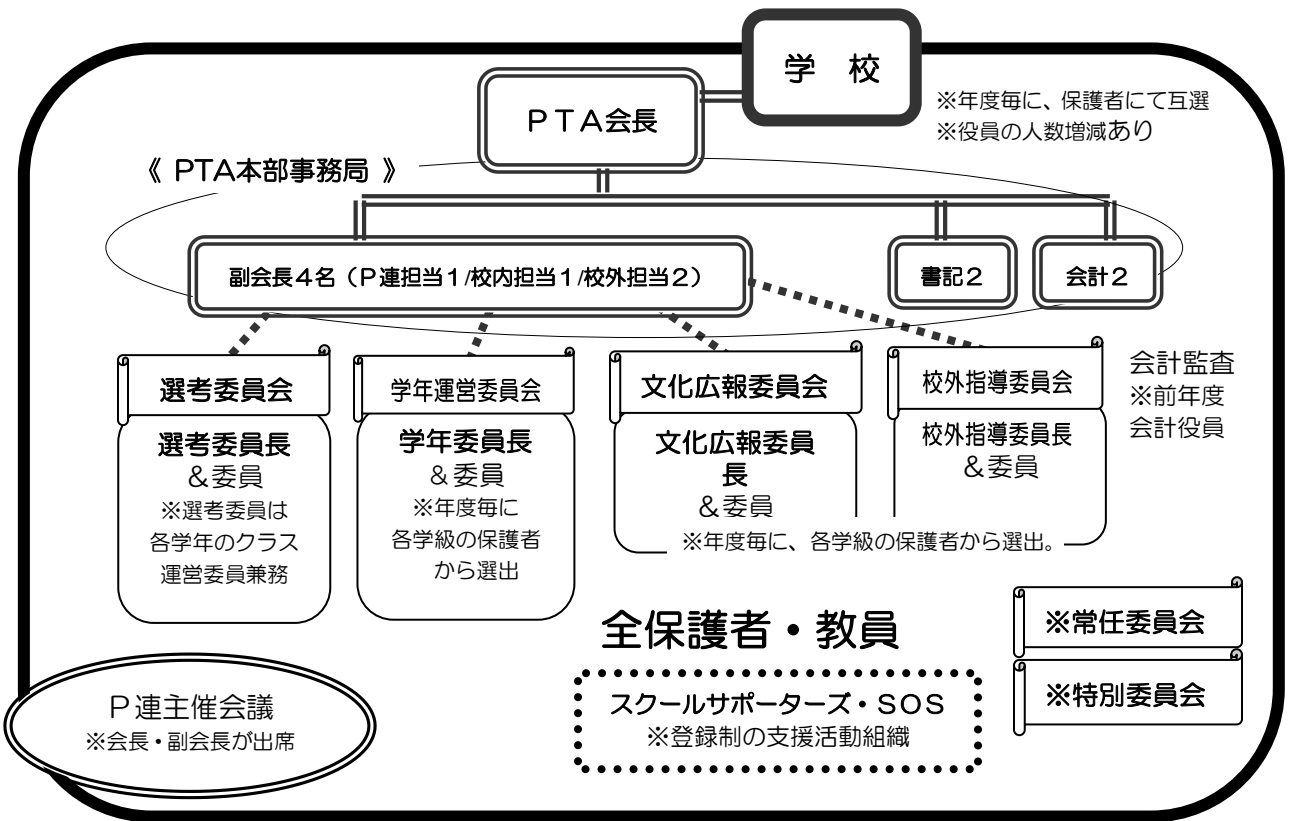 学 校
PTA会長
※年度毎に、保護者にて互選
※役員の人数増減あり
《 PTA本部事務局 》
副会長4名(P連担当1/校内担当1/校外担当2)
書記2
会計2
選考委員会
学年運営委員会
文化広報委員会
校外指導委員会
会計監査
※前年度
会計役員
選考委員長
&委員
※選考委員は
各学年のクラス
運営委員兼務
学年委員長
&委員
※年度毎に
各学級の保護者
から選出
文化広報委員
長
&委員
校外指導委員長
&委員
※年度毎に、各学級の保護者から選出。
全保護者・教員
※常任委員会
※特別委員会
スクールサポーターズ・SOS
※登録制の支援活動組織
P連主催会議
※会長・副会長が出席